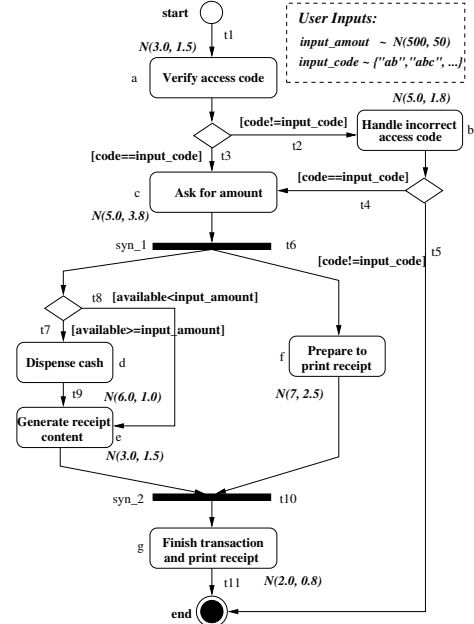 start
User Inputs:
input_amout ~ N(500, 50)
input_code ~ {"ab","abc", ...}
N(3.0, 1.5)
t1
a
Verify access code
N(5.0, 1.8)
Handle incorrect
access code
b
[code!=input_code]
t2
[code==input_code]
t3
[code==input_code]
c
Ask for amount
t4
N(5.0, 3.8)
t5
syn_1
t6
[code!=input_code]
t8
[available<input_amount]
t7
[available>=input_amount]
Dispense cash
d
f
Prepare to
print receipt
t9
N(6.0, 1.0)
N(7, 2.5)
Generate receipt
content
e
N(3.0, 1.5)
syn_2
t10
g
Finish transaction
and print receipt
t11
N(2.0, 0.8)
end